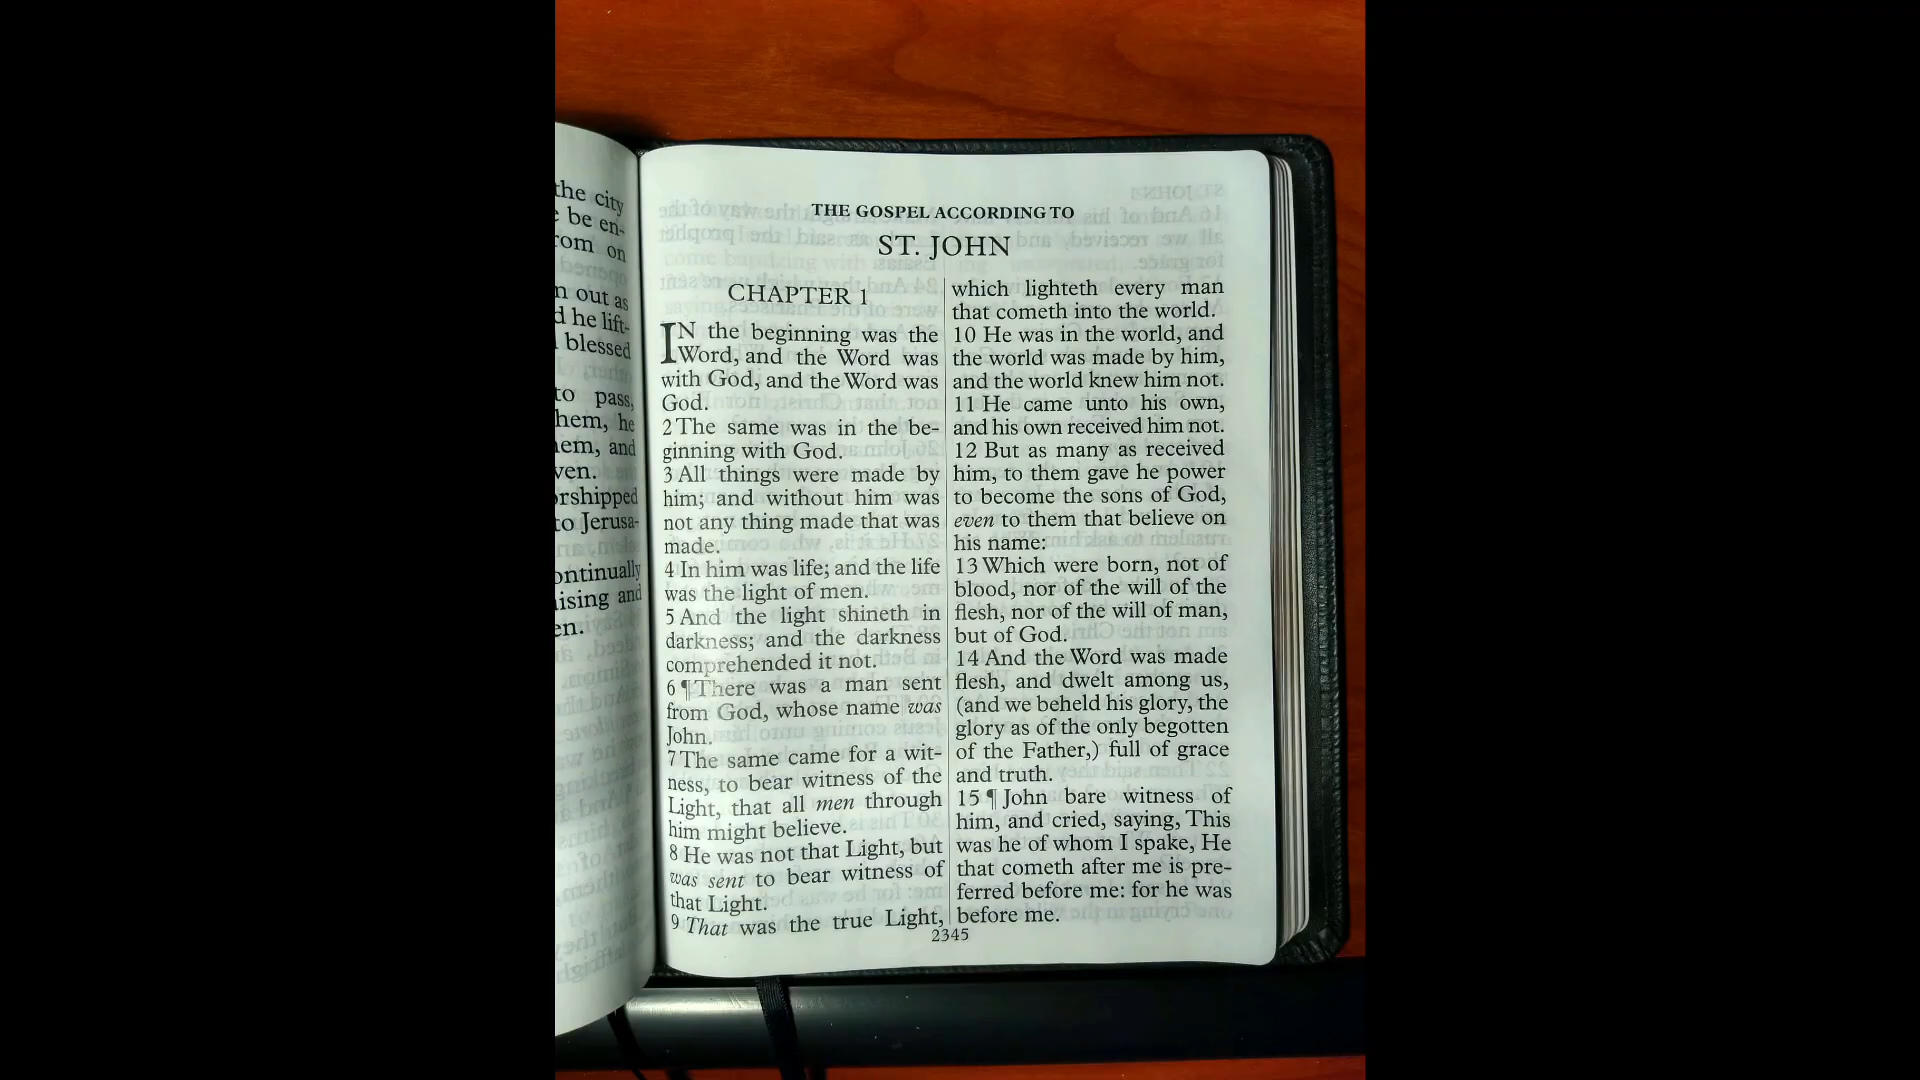 the city
be en-
rom on
n out as
d he lift-
blessed
to pass,
hem, he
em, and
ven.
rshipped
to Jerusa-
ontinually
ising and
en.
THE GOSPEL ACCORDING TO
ST. JOHN
CHAPTER 1
IN the beginning was the
Word, and the Word was
with God, and the Word was
God.
2 The same was in the be-
ginning with God.
3 All things were made by
him; and without him was
not any thing made that was
made.
4 In him was life; and the life
was the light of men.
5 And the light shineth in
darkness; and the darkness
comprehended it not.
6 ¶ There was a man sent
from God, whose name was
John.
7 The same came for a wit-
ness, to bear witness of the
Light, that all men through
him might believe.
8 He was not that Light, but
was sent to bear witness of
that Light.
9 That was the true Light,
which lighteth every man
that cometh into the world.
10 He was in the world, and
the world was made by him,
and the world knew him not.
11 He came unto his own,
and his own received him not.
12 But as many as received
him, to them gave he power
to become the sons of God,
even to them that believe on
his name:
13 Which were born, not of
blood, nor of the will of the
flesh, nor of the will of man,
but of God.
14 And the Word was made
flesh, and dwelt among us,
(and we beheld his glory, the
glory as of the only begotten
of the Father,) full of grace
and truth.
15 ¶ John bare witness of
him, and cried, saying, This
was he of whom I spake, He
that cometh after me is pre-
ferred before me: for he was
before me.
2345